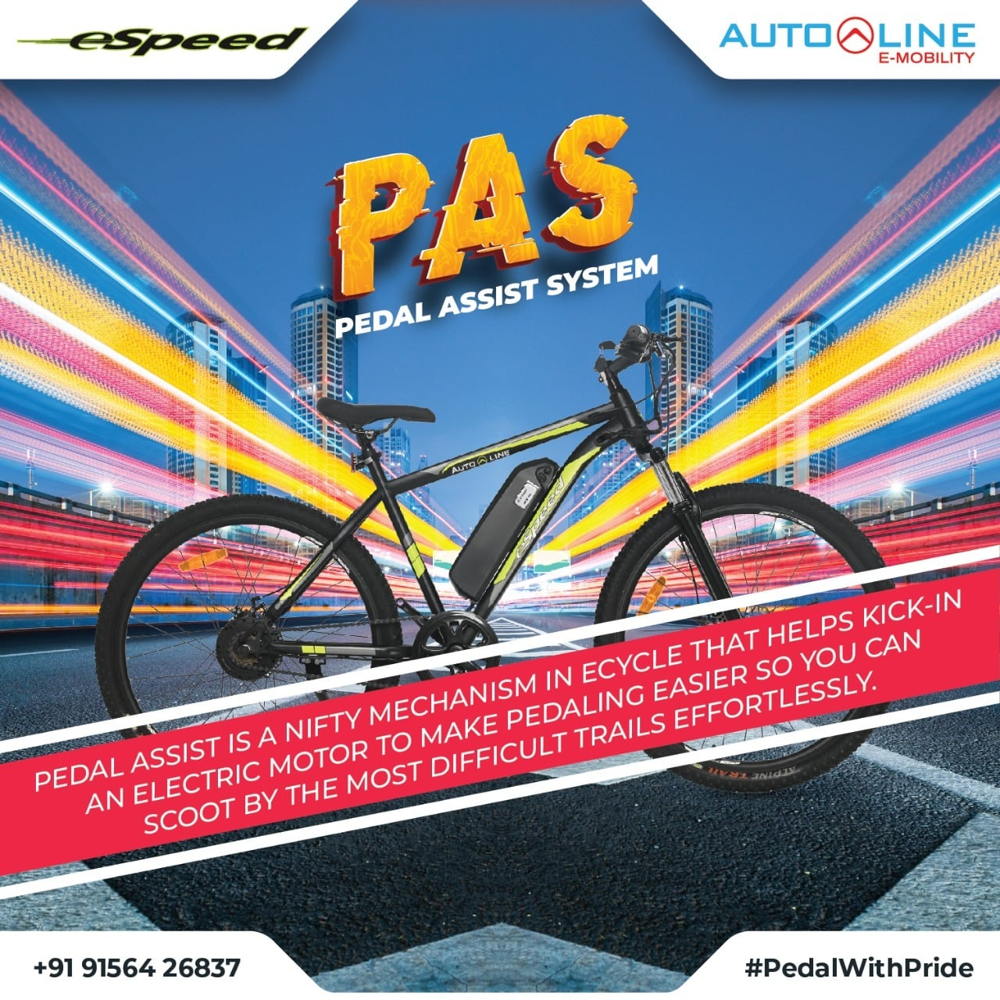 eSpeed
AUTOLINE
E-MOBILITY
PAS
PEDAL ASSIST SYSTEM
AUTO LINE
eSpeed
PEDAL ASSIST IS A NIFTY MECHANISM IN ECYCLE THAT HELPS KICK-IN
AN ELECTRIC MOTOR TO MAKE PEDALING EASIER SO YOU CAN
SCOOT BY THE MOST DIFFICULT TRAILS EFFORTLESSLY.
ALPINE TRAIL
+91 91564 26837
#PedalWithPride